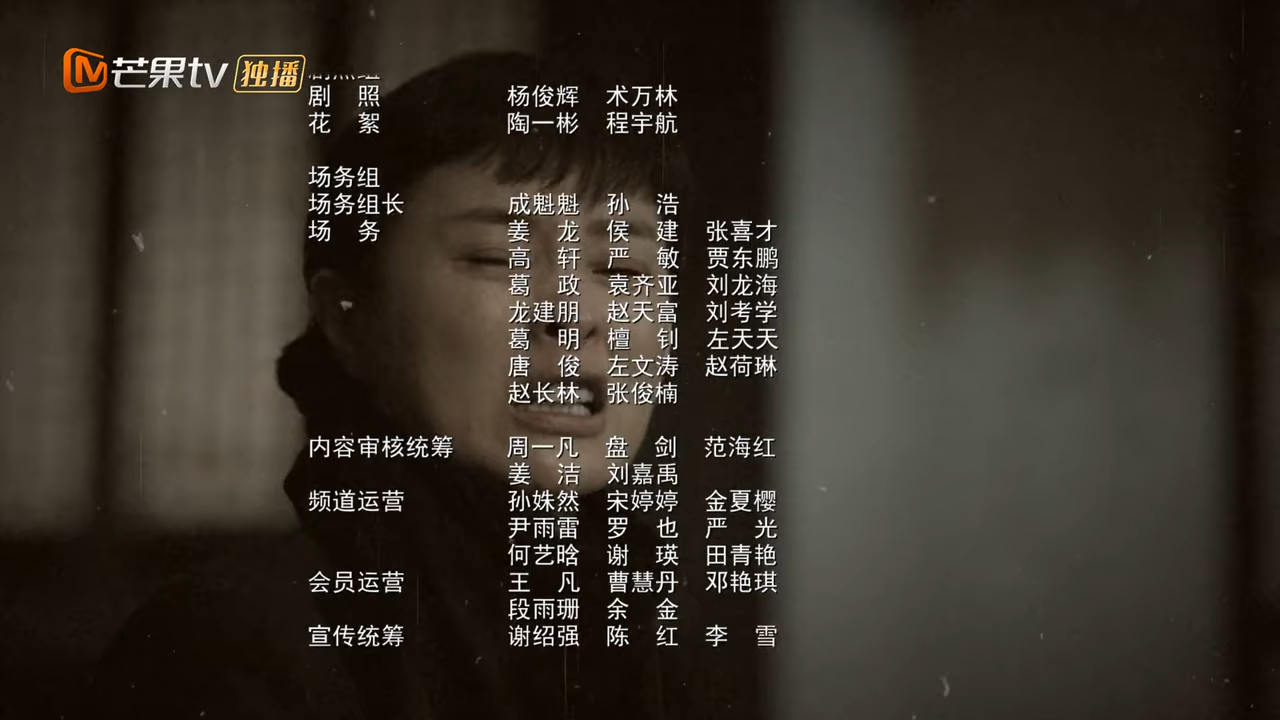 芒果tv 独播
剧照组
剧 照 杨俊辉 术万林
花 絮 陶一彬 程宇航
场务组
场务组长 成魁魁 孙 浩
场 务 姜 龙 侯 建 张喜才
高 轩 严 敏 贾东鹏
葛 政 袁齐亚 刘龙海
龙建朋 赵天富 刘考学
葛 明 檀 钊 左天天
唐 俊 左文涛 赵荷琳
赵长林 张俊楠
内容审核统筹 周一凡 盘 剑 范海红
姜 洁 刘嘉禹
频道运营 孙姝然 宋婷婷 金夏樱
尹雨雷 罗 也 严 光
何艺晗 谢 瑛 田青艳
会员运营 王 凡 曹慧丹 邓艳琪
段雨珊 余 金
宣传统筹 谢绍强 陈 红 李 雪